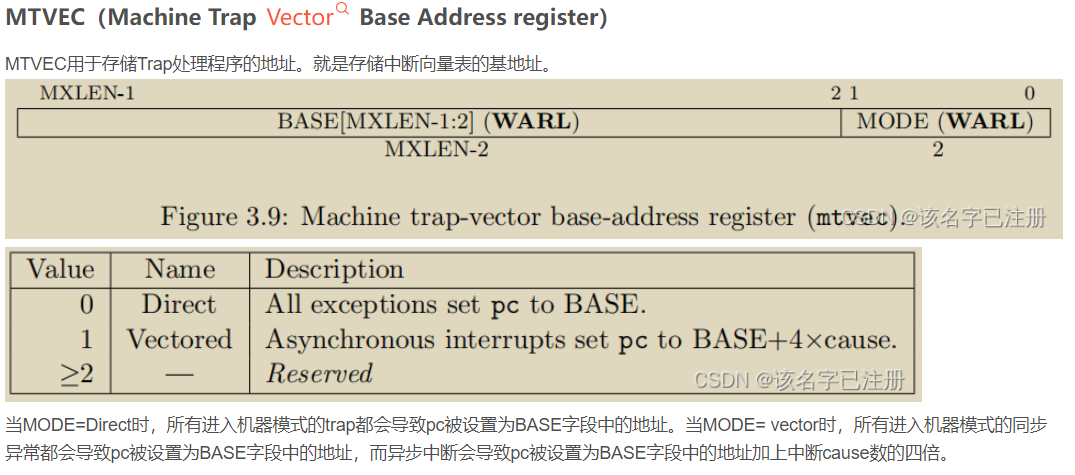 MTVEC（Machine Trap Vector Base Address register）
MTVEC用于存储Trap处理程序的地址。就是存储中断向量表的基地址。
MXLEN-1 2 1 0
BASE[MXLEN-1:2] (WARL) MODE (WARL)
MXLEN-2 2
Figure 3.9: Machine trap-vector base-address register (mtvec).
CSDN @该名字已注册
Value Name Description
0 Direct All exceptions set pc to BASE.
1 Vectored Asynchronous interrupts set pc to BASE+4×cause.
≥2 — Reserved
CSDN @该名字已注册
当MODE=Direct时，所有进入机器模式的trap都会导致pc被设置为BASE字段中的地址。当MODE= vector时，所有进入机器模式的同步
异常都会导致pc被设置为BASE字段中的地址，而异步中断会导致pc被设置为BASE字段中的地址加上中断cause数的四倍。